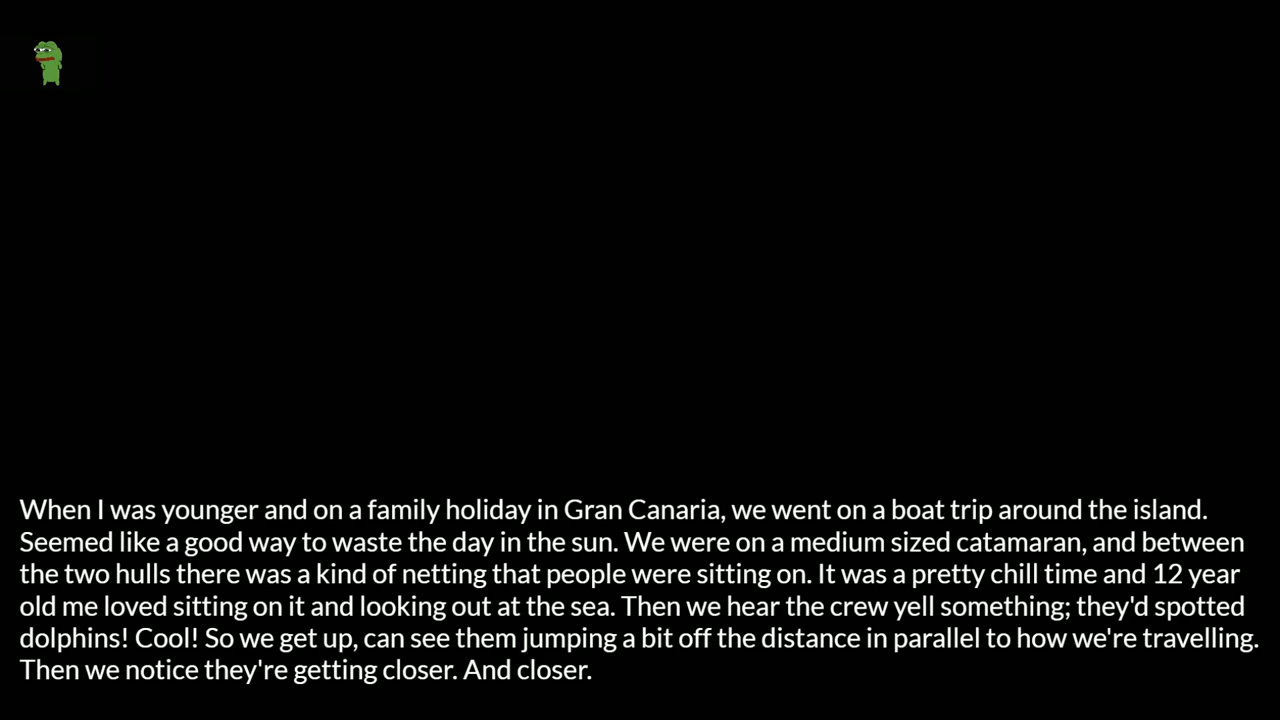 When I was younger and on a family holiday in Gran Canaria, we went on a boat trip around the island.
Seemed like a good way to waste the day in the sun. We were on a medium sized catamaran, and between
the two hulls there was a kind of netting that people were sitting on. It was a pretty chill time and 12 year
old me loved sitting on it and looking out at the sea. Then we hear the crew yell something; they'd spotted
dolphins! Cool! So we get up, can see them jumping a bit off the distance in parallel to how we're travelling.
Then we notice they're getting closer. And closer.